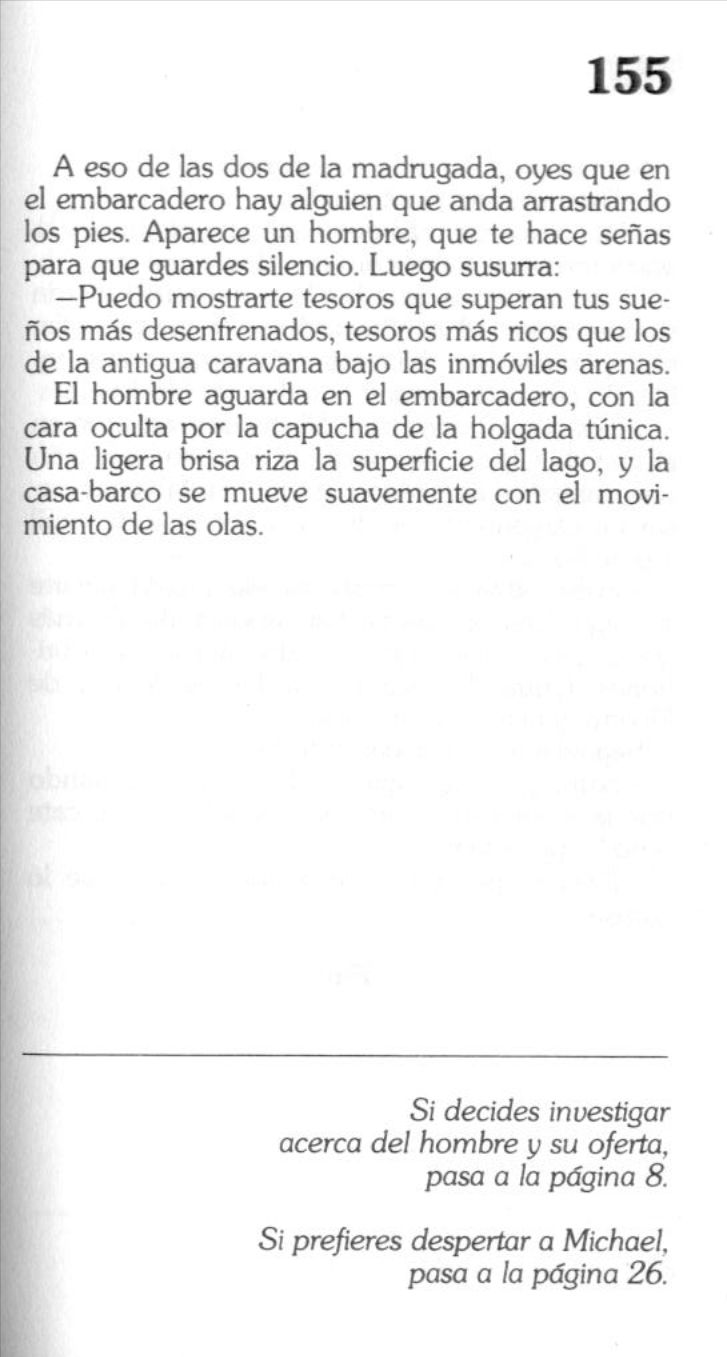 155
A eso de las dos de la madrugada, oyes que en
el embarcadero hay alguien que anda arrastrando
los pies. Aparece un hombre, que te hace señas
para que guardes silencio. Luego susurra:
—Puedo mostrarte tesoros que superan tus sue-
ños más desenfrenados, tesoros más ricos que los
de la antigua caravana bajo las inmóviles arenas.
El hombre aguarda en el embarcadero, con la
cara oculta por la capucha de la holgada túnica.
Una ligera brisa riza la superficie del lago, y la
casa-barco se mueve suavemente con el movi-
miento de las olas.
Si decides investigar
acerca del hombre y su oferta,
pasa a la página 8.
Si prefieres despertar a Michael,
pasa a la página 26.